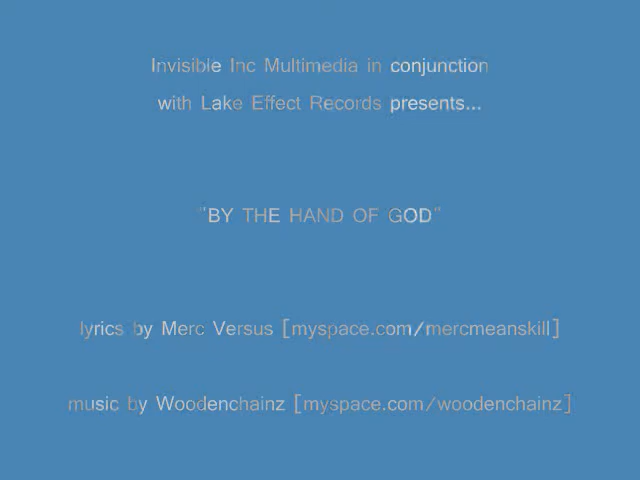 Invisible Inc Multimedia in conjunction
with Lake Effect Records presents...
"BY THE HAND OF GOD"
lyrics by Merc Versus [myspace.com/mercmeanskill]
music by Woodenchainz [myspace.com/woodenchainz]